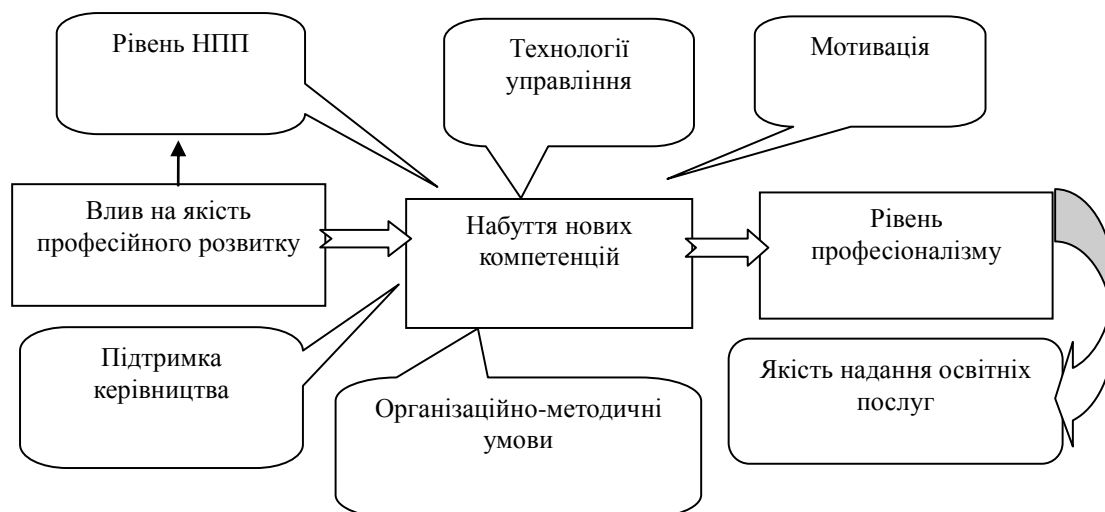 Рівень НПП
Технології
управління
Мотивація
Влив на якість
професійного розвитку
Набуття нових
компетенцій
Рівень
професіоналізму
Підтримка
керівництва
Організаційно-методичні
умови
Якість надання освітніх
послуг